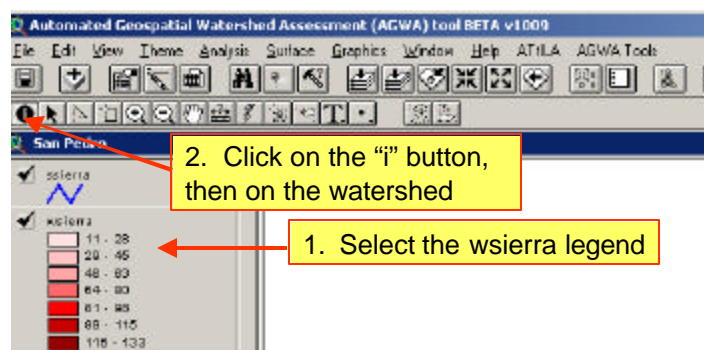 Automated Geospatial Watershed Assessment (AGWA) tool BETA v1009
File Edit View Theme Analysis Surface Graphics Window Help ATtILA AGWA Tools
San Pedro
2. Click on the “i” button,
then on the watershed
ssierra
1. Select the wsierra legend
wsierra
11 - 28
29 - 45
48 - 63
64 - 80
81 - 98
99 - 115
116 - 133